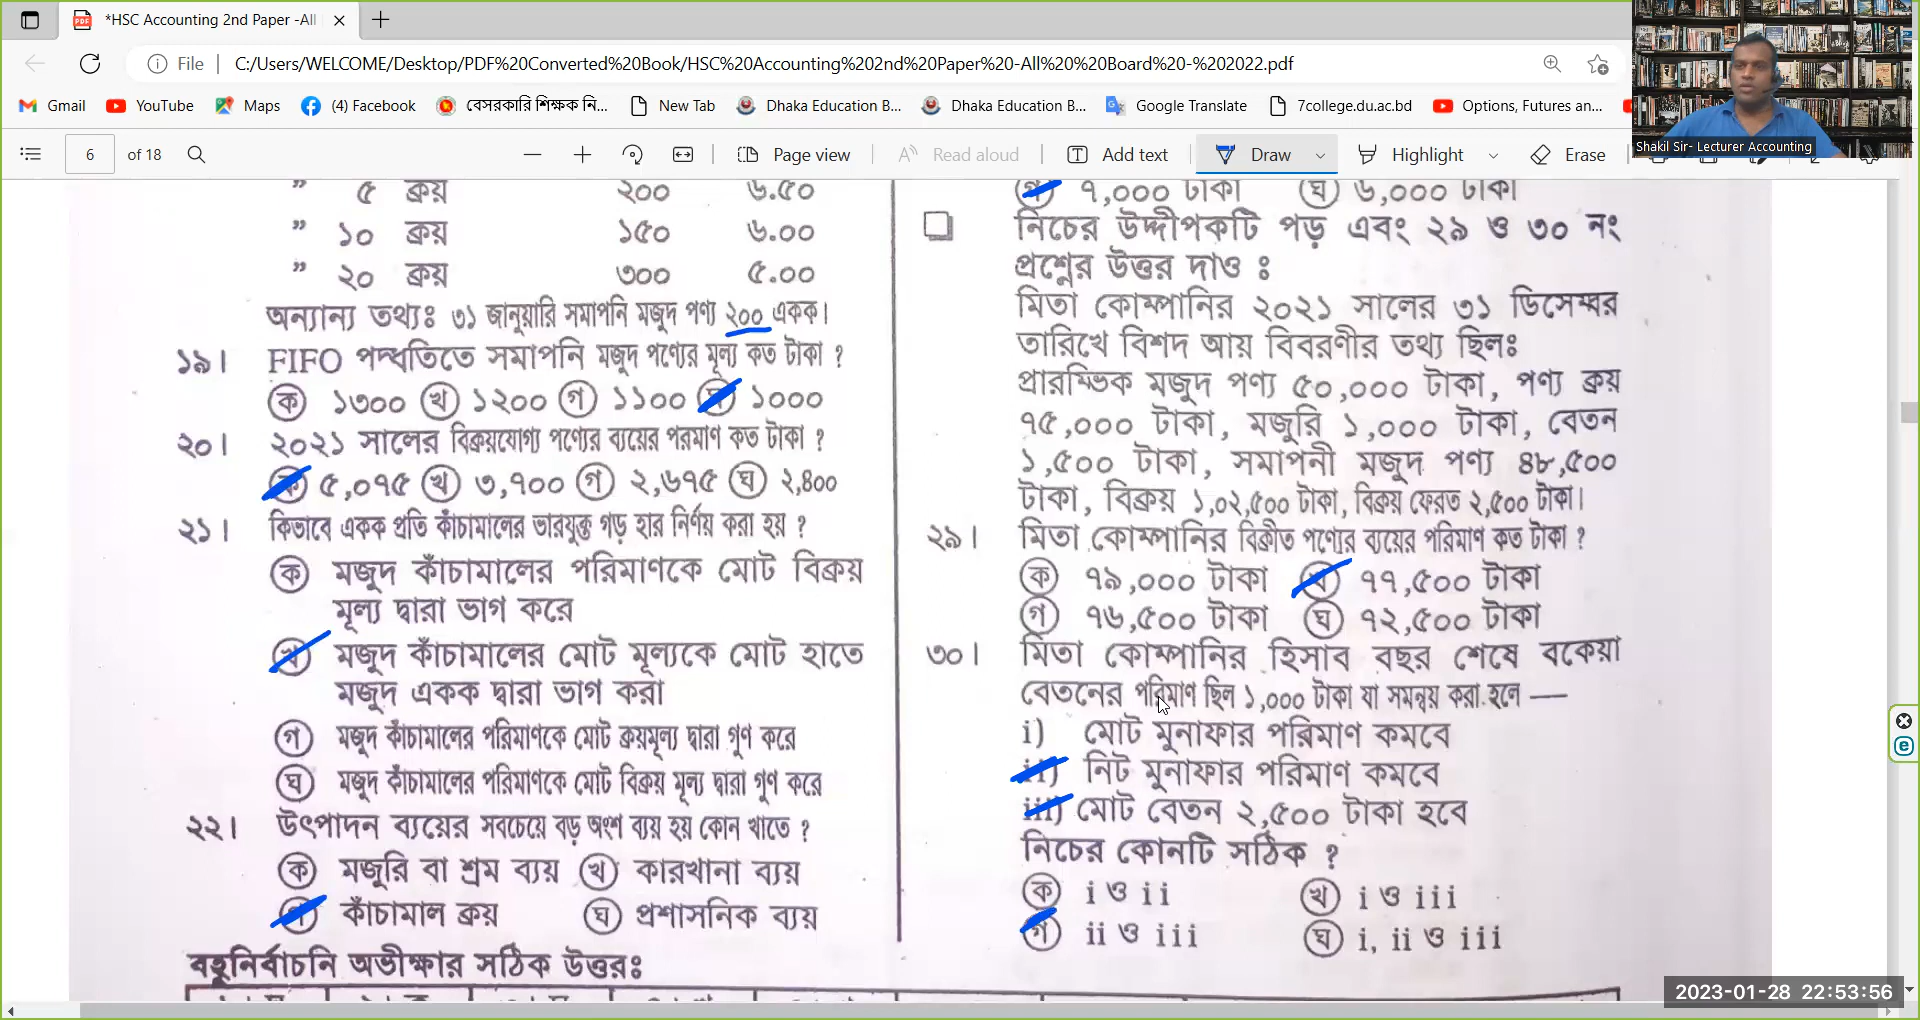 *HSC Accounting 2nd Paper -All
File
C:/Users/WELCOME/Desktop/PDF%20Converted%20Book/HSC%20Accounting%202nd%20Paper%20-All%20%20Board%20-%202022.pdf
Gmail YouTube Maps (4) Facebook বেসরকারি শিক্ষক নি... New Tab Dhaka Education B... Dhaka Education B... Google Translate 7college.du.ac.bd Options, Futures an...
6 of 18 Page view Read aloud Add text Draw Highlight Erase
Shakil Sir- Lecturer Accounting
" ৫ ক্রয় ২০০ ৬.৫০
" ১০ ক্রয় ১৫০ ৬.০০
" ২০ ক্রয় ৩০০ ৫.০০
অন্যান্য তথ্যঃ ৩১ জানুয়ারি সমাপনি মজুদ পণ্য ২০০ একক।
১৯। FIFO পদ্ধতিতে সমাপনি মজুদ পণ্যের মূল্য কত টাকা ?
ক ১৩০০ খ ১২০০ গ ১১০০ ঘ ১০০০
২০। ২০২১ সালের বিক্রয়যোগ্য পণ্যের ব্যয়ের পরমাণ কত টাকা ?
ক ৫,০৭৫ খ ৩,৭০০ গ ২,৬৭৫ ঘ ২,৪০০
২১। কিভাবে একক প্রতি কাঁচামালের ভারযুক্ত গড় হার নির্ণয় করা হয় ?
ক মজুদ কাঁচামালের পরিমাণকে মোট বিক্রয়
মূল্য দ্বারা ভাগ করে
খ মজুদ কাঁচামালের মোট মূল্যকে মোট হাতে
মজুদ একক দ্বারা ভাগ করা
গ মজুদ কাঁচামালের পরিমাণকে মোট ক্রয়মূল্য দ্বারা গুণ করে
ঘ মজুদ কাঁচামালের পরিমাণকে মোট বিক্রয় মূল্য দ্বারা গুণ করে
২২। উৎপাদন ব্যয়ের সবচেয়ে বড় অংশ ব্যয় হয় কোন খাতে ?
ক মজুরি বা শ্রম ব্যয় খ কারখানা ব্যয়
গ কাঁচামাল ক্রয় ঘ প্রশাসনিক ব্যয়
বহুনির্বাচনি অভীক্ষার সঠিক উত্তরঃ
গ ৭,০০০ টাকা ঘ ৬,০০০ টাকা
নিচের উদ্দীপকটি পড় এবং ২৯ ও ৩০ নং
প্রশ্নের উত্তর দাও ঃ
মিতা কোম্পানির ২০২১ সালের ৩১ ডিসেম্বর
তারিখে বিশদ আয় বিবরণীর তথ্য ছিলঃ
প্রারম্ভিক মজুদ পণ্য ৫০,০০০ টাকা, পণ্য ক্রয়
৭৫,০০০ টাকা, মজুরি ১,০০০ টাকা, বেতন
১,৫০০ টাকা, সমাপনী মজুদ পণ্য ৪৮,৫০০
টাকা, বিক্রয় ১,০২,৫০০ টাকা, বিক্রয় ফেরত ২,৫০০ টাকা।
২৯। মিতা কোম্পানির বিক্রীত পণ্যের ব্যয়ের পরিমাণ কত টাকা ?
ক ৭৯,০০০ টাকা খ ৭৭,৫০০ টাকা
গ ৭৬,৫০০ টাকা ঘ ৭২,৫০০ টাকা
৩০। মিতা কোম্পানির হিসাব বছর শেষে বকেয়া
বেতনের পরিমাণ ছিল ১,০০০ টাকা যা সমন্বয় করা হলে —
i) মোট মুনাফার পরিমাণ কমবে
ii) নিট মুনাফার পরিমাণ কমবে
iii) মোট বেতন ২,৫০০ টাকা হবে
নিচের কোনটি সঠিক ?
ক i ও ii খ i ও iii
গ ii ও iii ঘ i, ii ও iii
2023-01-28 22:53:56